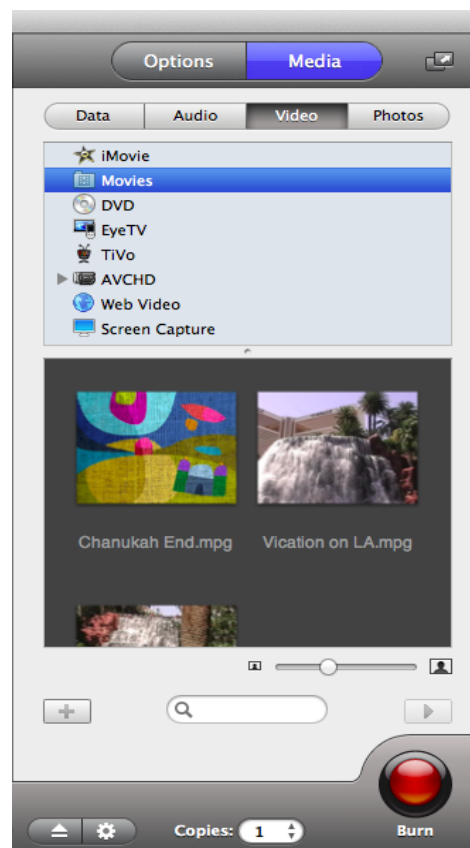 Options Media
Data Audio Video Photos
iMovie
Movies
DVD
EyeTV
TiVo
AVCHD
Web Video
Screen Capture
Chanukah End.mpg Vication on LA.mpg
Copies: 1 Burn